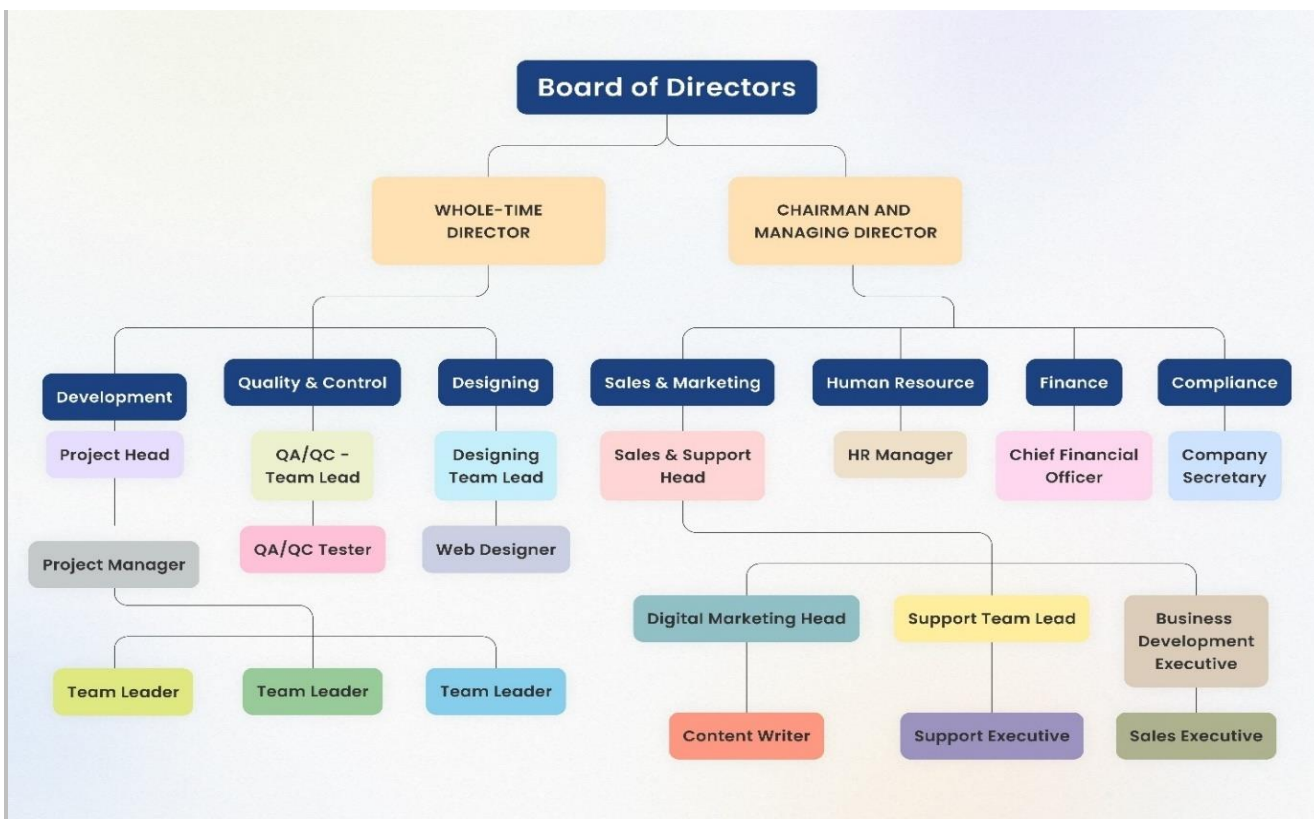 Board of Directors
WHOLE-TIME
DIRECTOR
CHAIRMAN AND
MANAGING DIRECTOR
Development
Quality & Control
Designing
Sales & Marketing
Human Resource
Finance
Compliance
Project Head
QA/QC -
Team Lead
Designing
Team Lead
Sales & Support
Head
HR Manager
Chief Financial
Officer
Company
Secretary
Project Manager
QA/QC Tester
Web Designer
Digital Marketing Head
Support Team Lead
Business
Development
Executive
Team Leader
Team Leader
Team Leader
Content Writer
Support Executive
Sales Executive